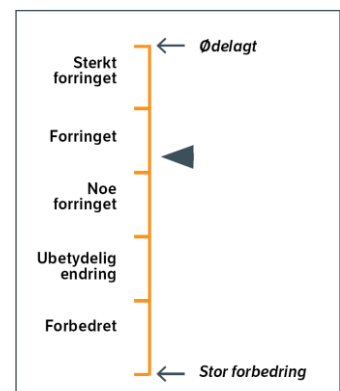 Ødelagt
Sterkt
forringet
Forringet
Noe
forringet
Ubetydelig
endring
Forbedret
Stor forbedring